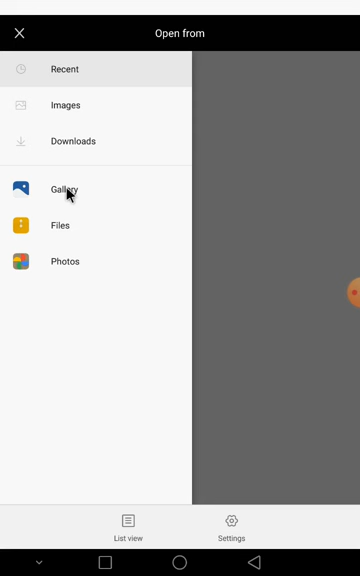 Open from
Recent
Images
Downloads
Gallery
Files
Photos
List view
Settings